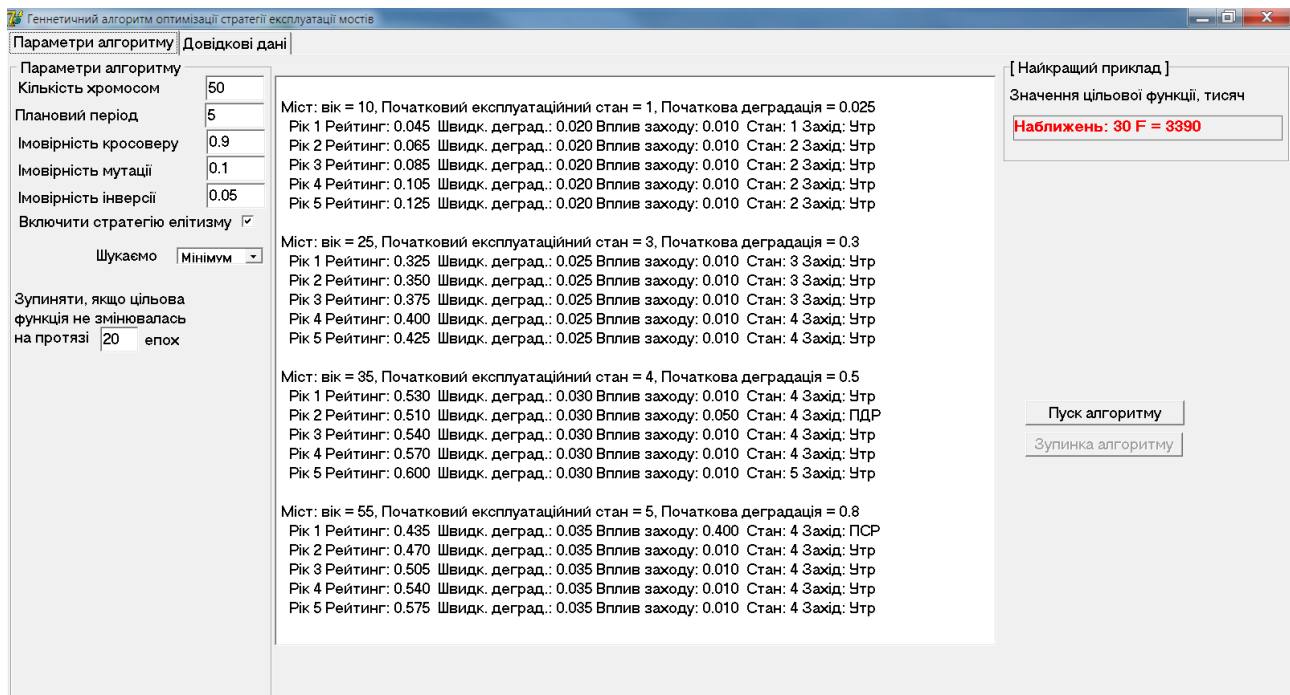 Геннетичний алгоритм оптимізації стратегії експлуатації мостів
Параметри алгоритму Довідкові дані
Параметри алгоритму
Кількість хромосом 50
Плановий період 5
Імовірність кросоверу 0.9
Імовірність мутації 0.1
Імовірність інверсії 0.05
Включити стратегію елітизму
Шукаємо Мінімум
Зупиняти, якщо цільова
функція не змінювалась
на протязі 20 епох
Міст: вік = 10, Початковий експлуатаційний стан = 1, Початкова деградація = 0.025
Рік 1 Рейтинг: 0.045 Швидк. деград.: 0.020 Вплив заходу: 0.010 Стан: 1 Захід: Утр
Рік 2 Рейтинг: 0.065 Швидк. деград.: 0.020 Вплив заходу: 0.010 Стан: 2 Захід: Утр
Рік 3 Рейтинг: 0.085 Швидк. деград.: 0.020 Вплив заходу: 0.010 Стан: 2 Захід: Утр
Рік 4 Рейтинг: 0.105 Швидк. деград.: 0.020 Вплив заходу: 0.010 Стан: 2 Захід: Утр
Рік 5 Рейтинг: 0.125 Швидк. деград.: 0.020 Вплив заходу: 0.010 Стан: 2 Захід: Утр
Міст: вік = 25, Початковий експлуатаційний стан = 3, Початкова деградація = 0.3
Рік 1 Рейтинг: 0.325 Швидк. деград.: 0.025 Вплив заходу: 0.010 Стан: 3 Захід: Утр
Рік 2 Рейтинг: 0.350 Швидк. деград.: 0.025 Вплив заходу: 0.010 Стан: 3 Захід: Утр
Рік 3 Рейтинг: 0.375 Швидк. деград.: 0.025 Вплив заходу: 0.010 Стан: 3 Захід: Утр
Рік 4 Рейтинг: 0.400 Швидк. деград.: 0.025 Вплив заходу: 0.010 Стан: 4 Захід: Утр
Рік 5 Рейтинг: 0.425 Швидк. деград.: 0.025 Вплив заходу: 0.010 Стан: 4 Захід: Утр
Міст: вік = 35, Початковий експлуатаційний стан = 4, Початкова деградація = 0.5
Рік 1 Рейтинг: 0.530 Швидк. деград.: 0.030 Вплив заходу: 0.010 Стан: 4 Захід: Утр
Рік 2 Рейтинг: 0.510 Швидк. деград.: 0.030 Вплив заходу: 0.050 Стан: 4 Захід: ПДР
Рік 3 Рейтинг: 0.540 Швидк. деград.: 0.030 Вплив заходу: 0.010 Стан: 4 Захід: Утр
Рік 4 Рейтинг: 0.570 Швидк. деград.: 0.030 Вплив заходу: 0.010 Стан: 4 Захід: Утр
Рік 5 Рейтинг: 0.600 Швидк. деград.: 0.030 Вплив заходу: 0.010 Стан: 5 Захід: Утр
Міст: вік = 55, Початковий експлуатаційний стан = 5, Початкова деградація = 0.8
Рік 1 Рейтинг: 0.435 Швидк. деград.: 0.035 Вплив заходу: 0.400 Стан: 4 Захід: ПСР
Рік 2 Рейтинг: 0.470 Швидк. деград.: 0.035 Вплив заходу: 0.010 Стан: 4 Захід: Утр
Рік 3 Рейтинг: 0.505 Швидк. деград.: 0.035 Вплив заходу: 0.010 Стан: 4 Захід: Утр
Рік 4 Рейтинг: 0.540 Швидк. деград.: 0.035 Вплив заходу: 0.010 Стан: 4 Захід: Утр
Рік 5 Рейтинг: 0.575 Швидк. деград.: 0.035 Вплив заходу: 0.010 Стан: 4 Захід: Утр
[ Найкращий приклад ]
Значення цільової функції, тисяч
Наближень: 30 F = 3390
Пуск алгоритму
Зупинка алгоритму